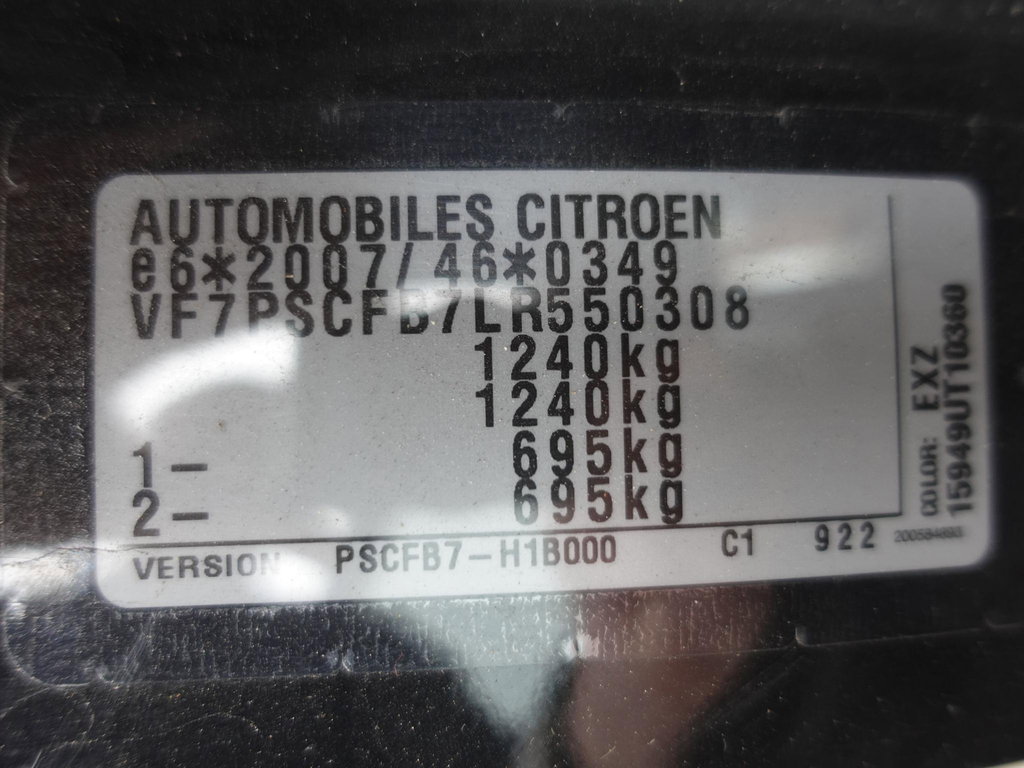 AUTOMOBILES CITROEN
e6*2007/46*0349
VF7PSCFB7LR550308
1240kg
1240kg
1- 695kg
2- 695kg
VERSION PSCFB7-H1B000 C1 922
COLOR: EXZ
15949UT10360